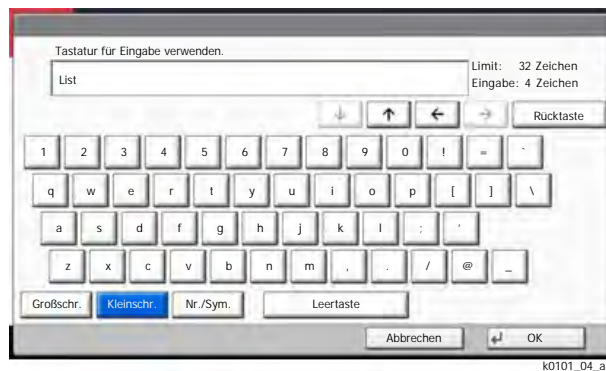 Tastatur für Eingabe verwenden.
Limit: 32 Zeichen
List
Eingabe: 4 Zeichen
↓ ↑ ← → Rücktaste
1 2 3 4 5 6 7 8 9 0 ! = `
q w e r t y u i o p [ ] \
a s d f g h j k l ; '
z x c v b n m , . / @ _
Großschr. Kleinschr. Nr./Sym. Leertaste
Abbrechen ↵ OK
k0101_04_a